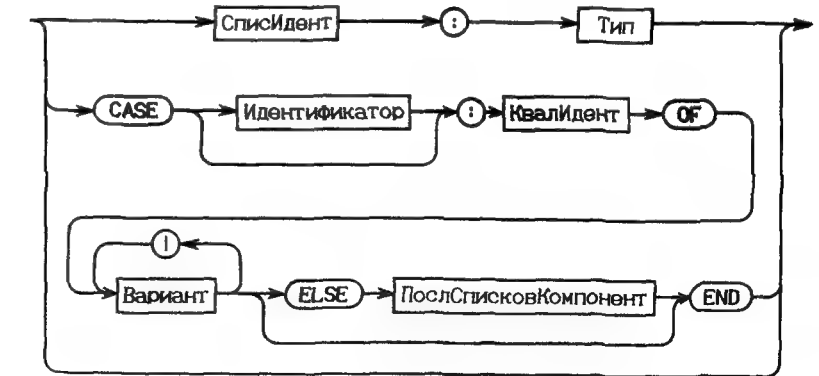 СписИдент : Тип
CASE Идентификатор : КвалИдент OF
|
Вариант ELSE ПослСписковКомпонент END